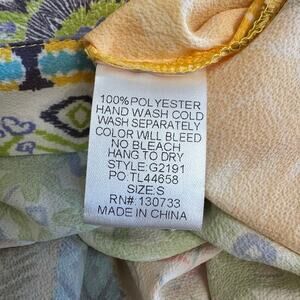 100%POLYESTER
HAND WASH COLD
WASH SEPARATELY
COLOR WILL BLEED
NO BLEACH
HANG TO DRY
STYLE:G2191
PO.TL44658
SIZE:S
RN#:130733
MADE IN CHINA